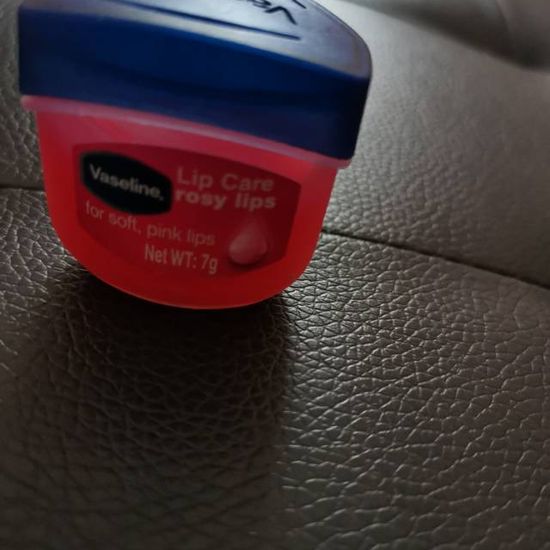 Vaseline
Lip Care
rosy lips
for soft, pink lips
Net WT: 7g